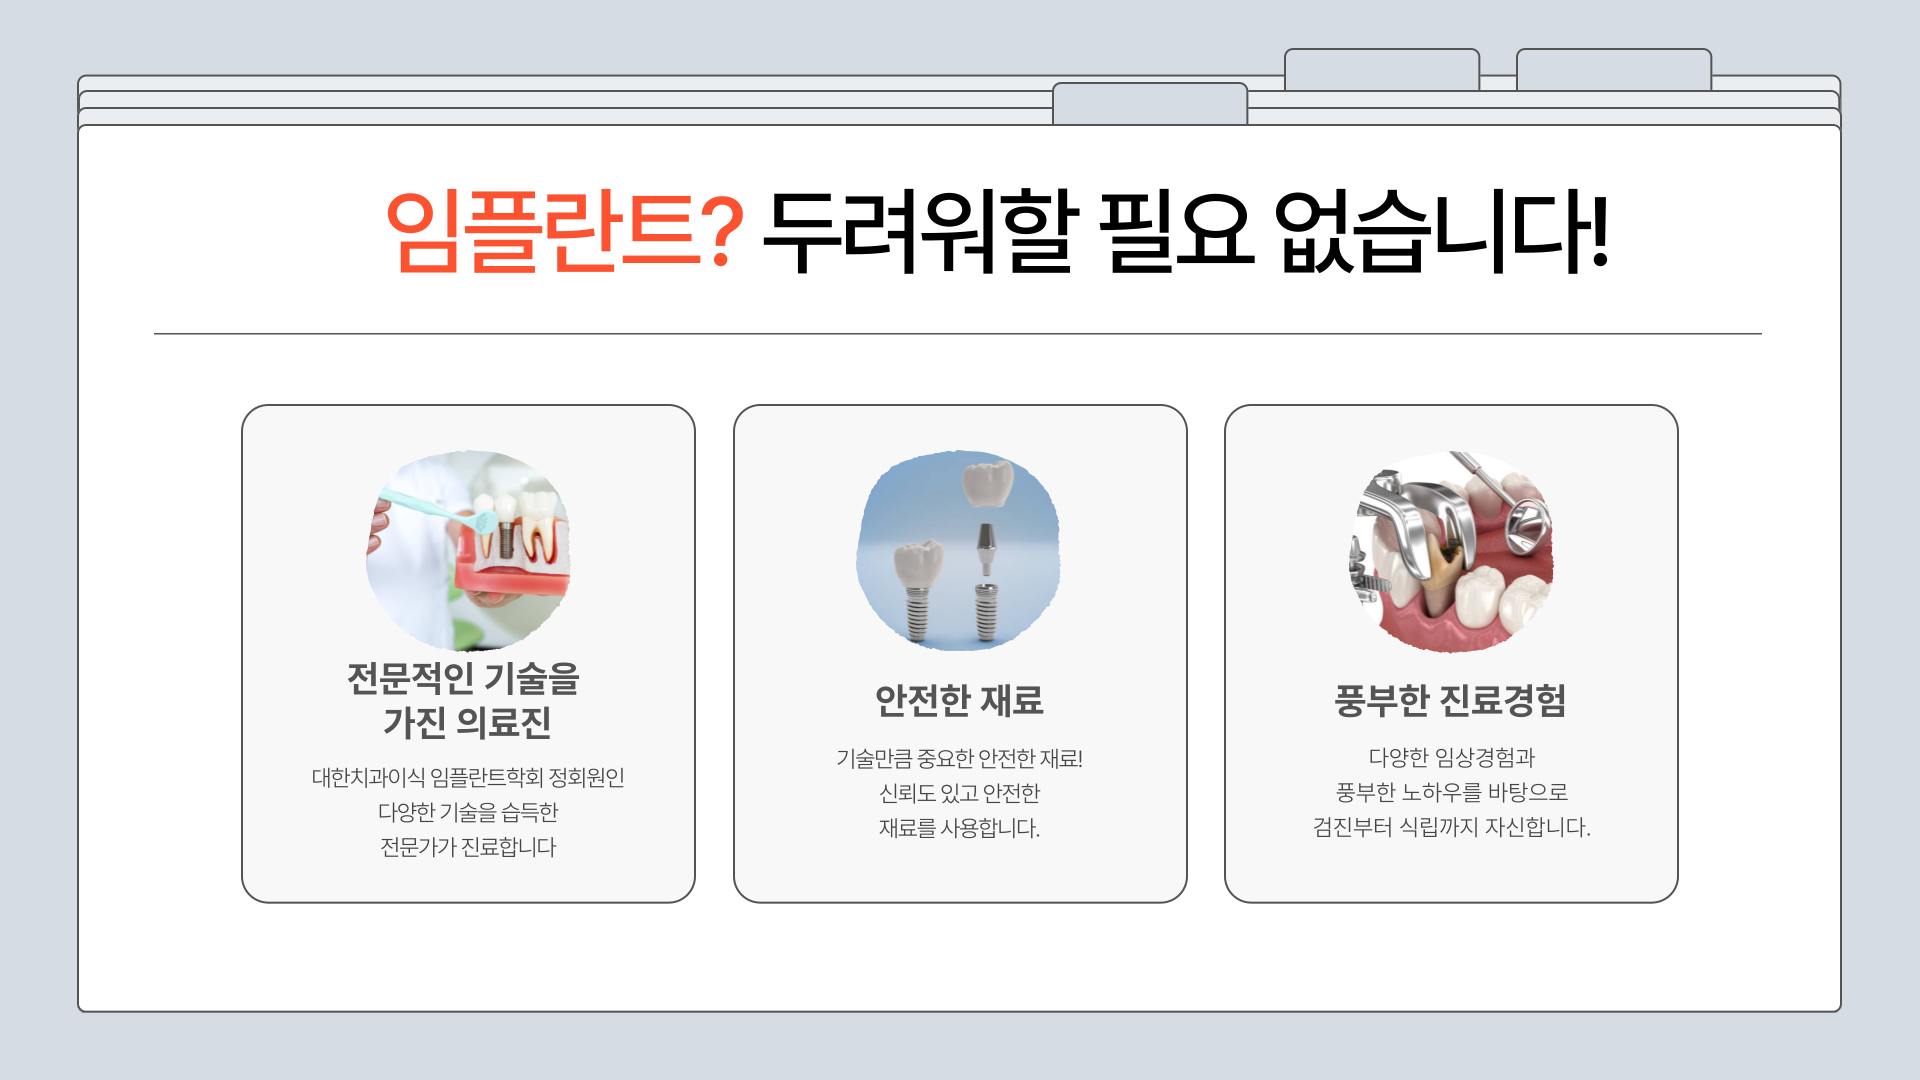 임플란트? 두려워할 필요 없습니다!
전문적인 기술을
가진 의료진
대한치과이식 임플란트학회 정회원인
다양한 기술을 습득한
전문가가 진료합니다
안전한 재료
기술만큼 중요한 안전한 재료!
신뢰도 있고 안전한
재료를 사용합니다.
풍부한 진료경험
다양한 임상경험과
풍부한 노하우를 바탕으로
검진부터 식립까지 자신합니다.